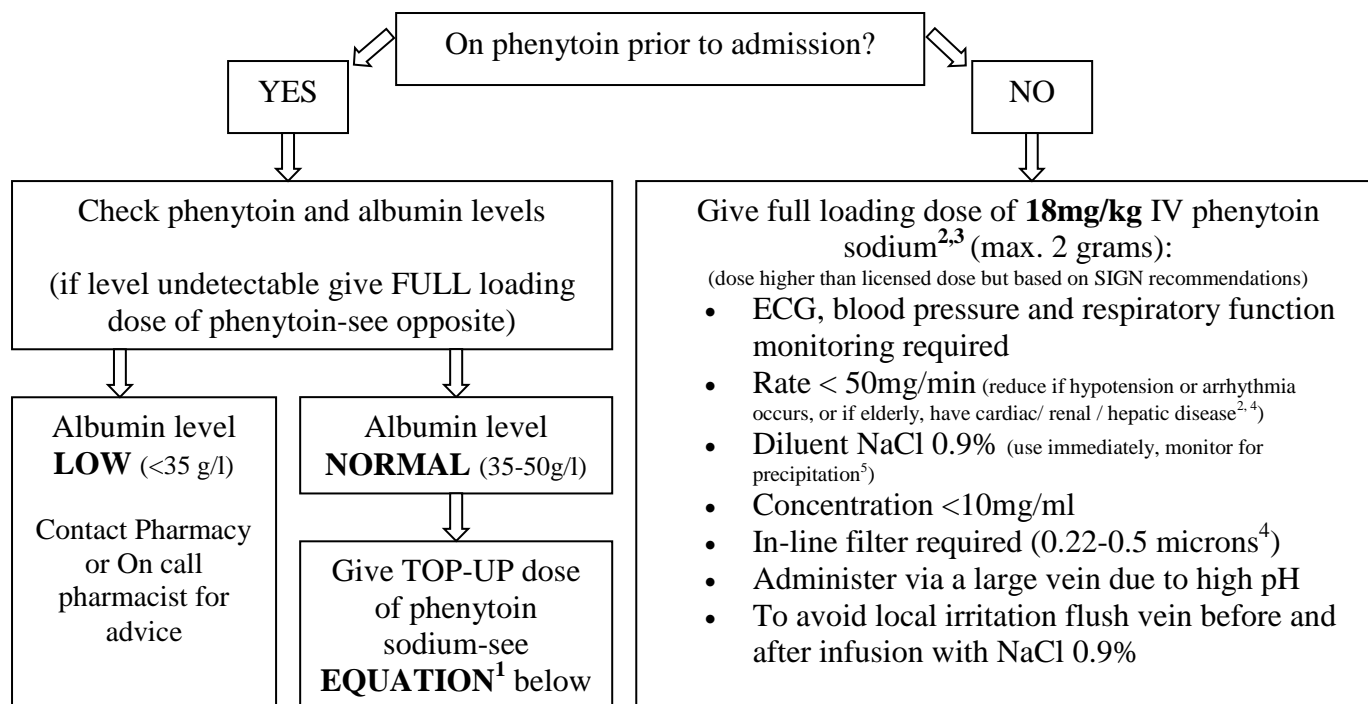 On phenytoin prior to admission?
YES
NO
Check phenytoin and albumin levels
(if level undetectable give FULL loading
dose of phenytoin-see opposite)
Albumin level
LOW (<35 g/l)
Contact Pharmacy
or On call
pharmacist for
advice
Albumin level
NORMAL (35-50g/l)
Give TOP-UP dose
of phenytoin
sodium-see
EQUATION¹ below
Give full loading dose of 18mg/kg IV phenytoin
sodium²,³ (max. 2 grams):
(dose higher than licensed dose but based on SIGN recommendations)
• ECG, blood pressure and respiratory function
monitoring required
• Rate < 50mg/min (reduce if hypotension or arrhythmia
occurs, or if elderly, have cardiac/ renal / hepatic disease²,⁴)
• Diluent NaCl 0.9% (use immediately, monitor for
precipitation⁵)
• Concentration <10mg/ml
• In-line filter required (0.22-0.5 microns⁴)
• Administer via a large vein due to high pH
• To avoid local irritation flush vein before and
after infusion with NaCl 0.9%